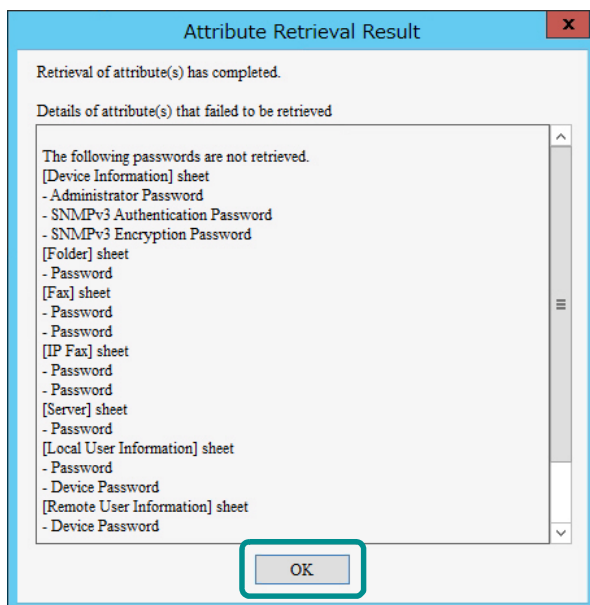 Attribute Retrieval Result
x
Retrieval of attribute(s) has completed.
Details of attribute(s) that failed to be retrieved
The following passwords are not retrieved.
[Device Information] sheet
- Administrator Password
- SNMPv3 Authentication Password
- SNMPv3 Encryption Password
[Folder] sheet
- Password
[Fax] sheet
- Password
- Password
[IP Fax] sheet
- Password
- Password
[Server] sheet
- Password
[Local User Information] sheet
- Password
- Device Password
[Remote User Information] sheet
- Device Password
OK